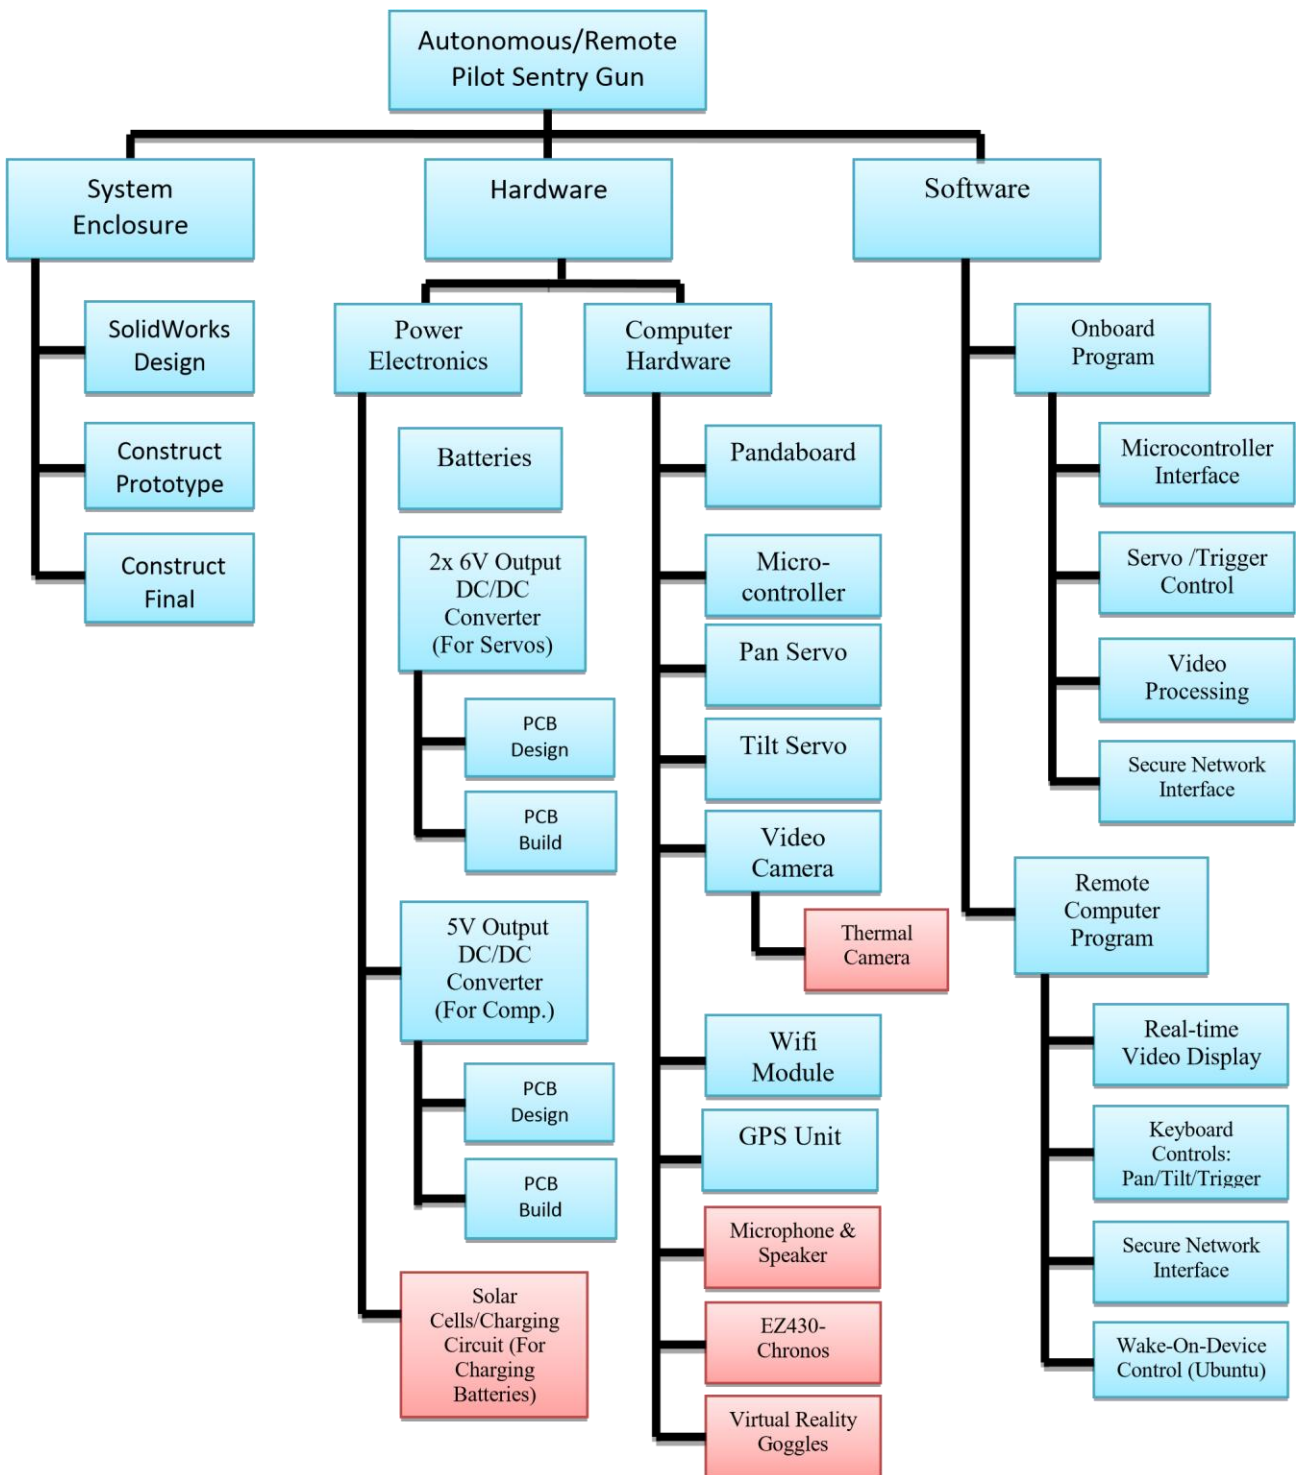 Autonomous/Remote
Pilot Sentry Gun
System
Enclosure
Hardware
Software
SolidWorks
Design
Construct
Prototype
Construct
Final
Power
Electronics
Batteries
2x 6V Output
DC/DC
Converter
(For Servos)
PCB
Design
PCB
Build
5V Output
DC/DC
Converter
(For Comp.)
PCB
Design
PCB
Build
Solar
Cells/Charging
Circuit (For
Charging
Batteries)
Computer
Hardware
Pandaboard
Micro-
controller
Pan Servo
Tilt Servo
Video
Camera
Thermal
Camera
Wifi
Module
GPS Unit
Microphone &
Speaker
EZ430-
Chronos
Virtual Reality
Goggles
Onboard
Program
Microcontroller
Interface
Servo /Trigger
Control
Video
Processing
Secure Network
Interface
Remote
Computer
Program
Real-time
Video Display
Keyboard
Controls:
Pan/Tilt/Trigger
Secure Network
Interface
Wake-On-Device
Control (Ubuntu)